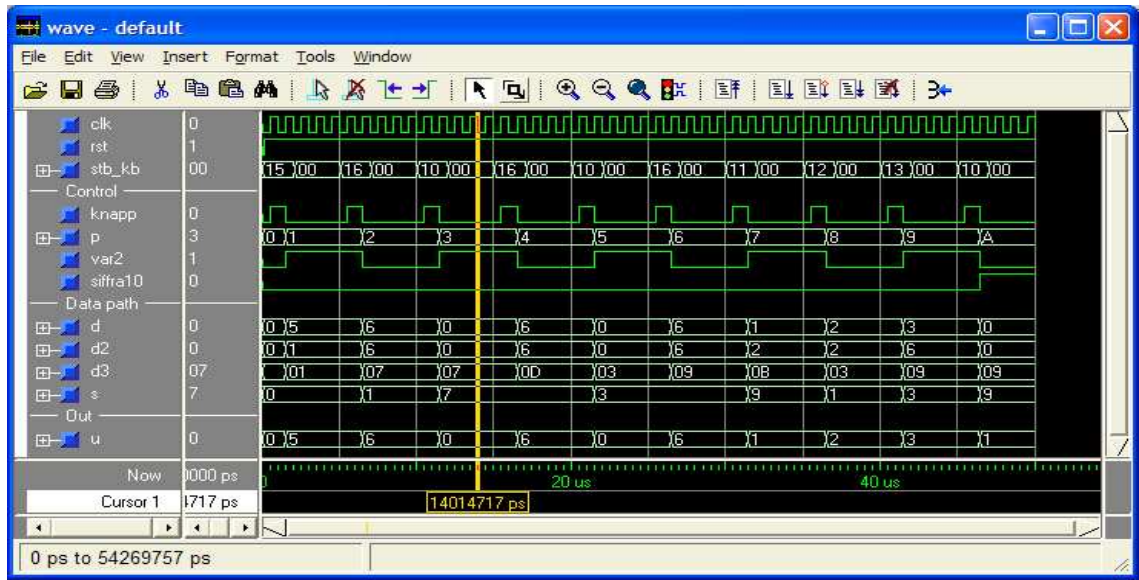 wave - default
File Edit View Insert Format Tools Window
clk 0
rst 1
stb_kb 00 15 00 16 00 10 00 16 00 10 00 16 00 11 00 12 00 13 00 10 00
Control
knapp 0
p 3 0 1 2 3 4 5 6 7 8 9 A
var2 1
siffra10 0
Data path
d 0 0 5 6 0 6 0 6 1 2 3 0
d2 0 0 1 6 0 6 0 6 2 2 6 0
d3 07 01 07 07 0D 03 09 0B 03 09 09
s 7 0 1 7 3 9 1 3 9
Out
u 0 0 5 6 0 6 0 6 1 2 3 1
Now 0000 ps 20 us 40 us
Cursor 1 717 ps 14014717 ps
0 ps to 54269757 ps